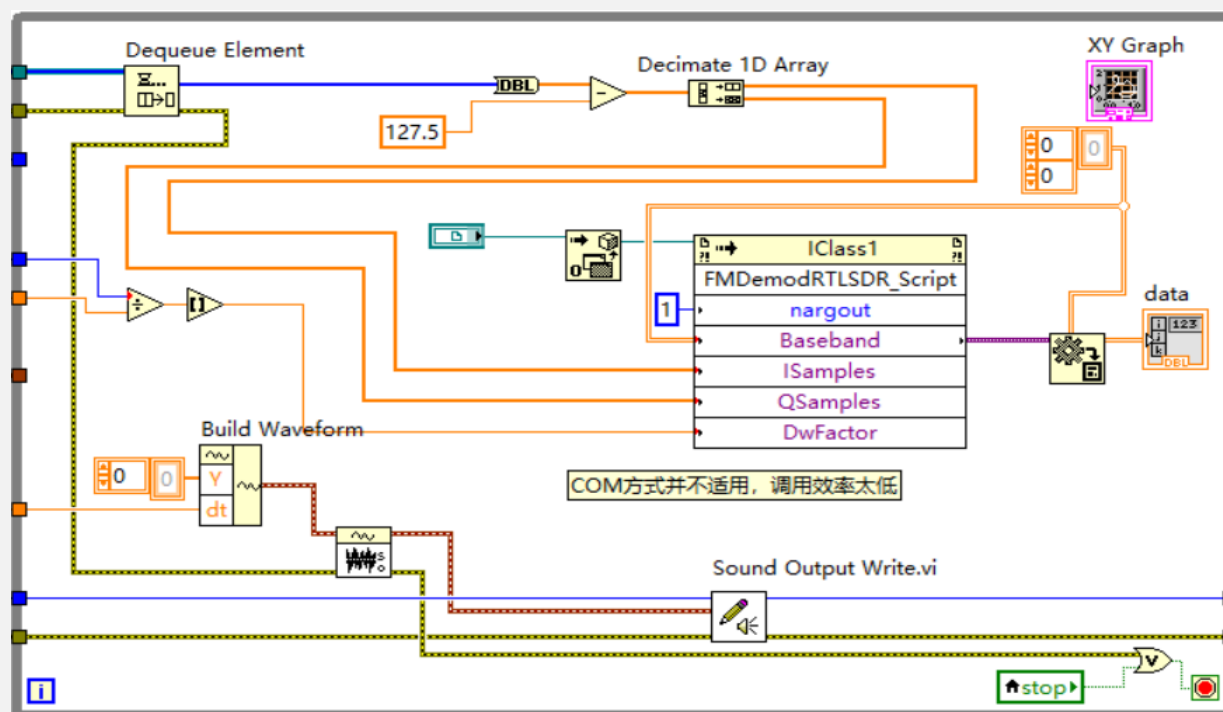 Dequeue Element
XY Graph
Decimate 1D Array
DBL
127.5
0
0
0
IClass1
FMDemodRTLSDR_Script
1
nargout
data
Baseband
123
DBL
ISamples
QSamples
DwFactor
Build Waveform
0
0
Y
dt
COM方式并不适用，调用效率太低
Sound Output Write.vi
i
stop